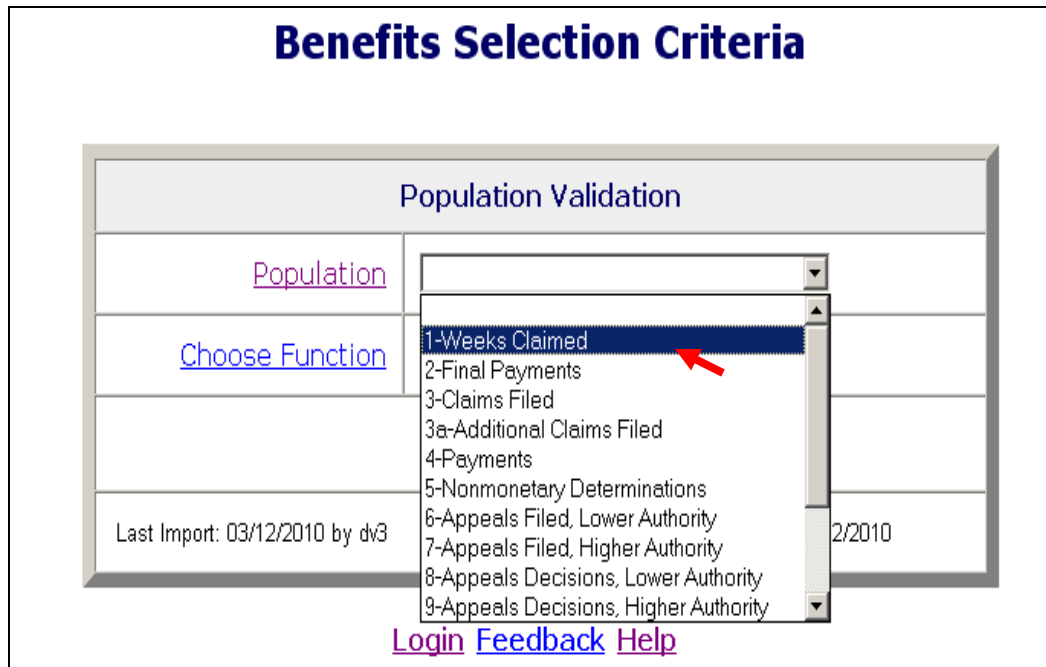 Benefits Selection Criteria
Population Validation
Population
Choose Function
1-Weeks Claimed
2-Final Payments
3-Claims Filed
3a-Additional Claims Filed
4-Payments
5-Nonmonetary Determinations
6-Appeals Filed, Lower Authority
7-Appeals Filed, Higher Authority
8-Appeals Decisions, Lower Authority
9-Appeals Decisions, Higher Authority
Last Import: 03/12/2010 by dv3
2/2010
Login Feedback Help